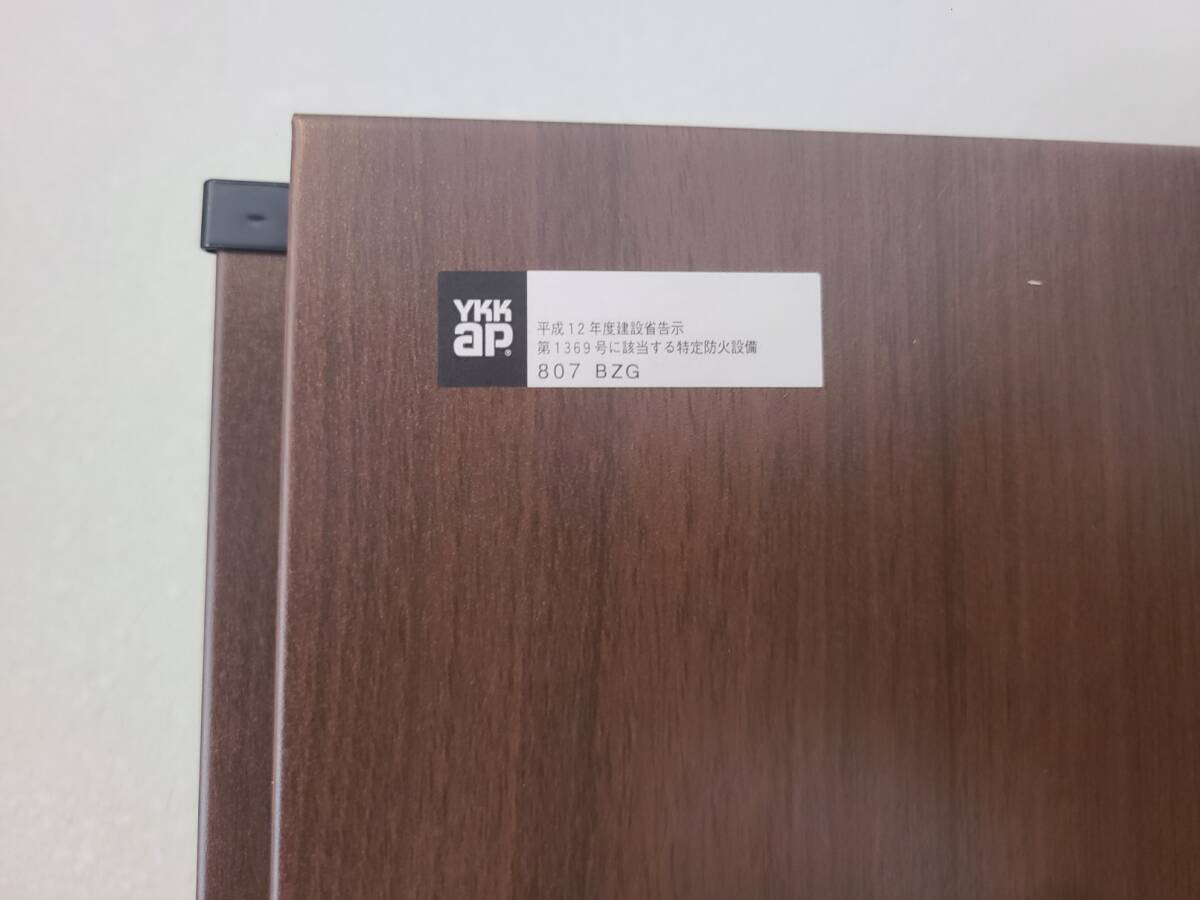 YKK
ap®
平成12年度建設省告示
第1369号に該当する特定防火設備
807 BZG